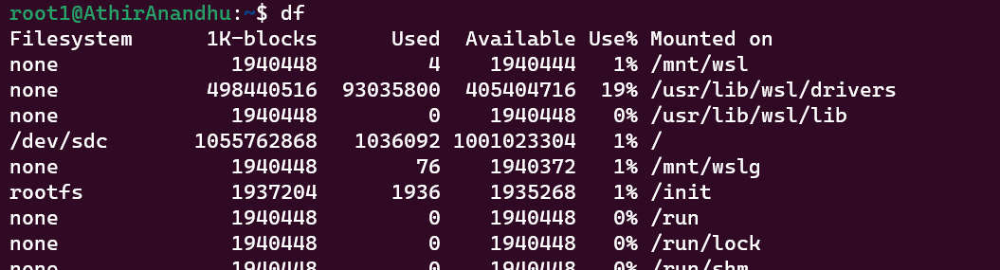 root1@AthirAnandhu:~$ df
Filesystem 1K-blocks Used Available Use% Mounted on
none 1940448 4 1940444 1% /mnt/wsl
none 498440516 93035800 405404716 19% /usr/lib/wsl/drivers
none 1940448 0 1940448 0% /usr/lib/wsl/lib
/dev/sdc 1055762868 1036092 1001023304 1% /
none 1940448 76 1940372 1% /mnt/wslg
rootfs 1937204 1936 1935268 1% /init
none 1940448 0 1940448 0% /run
none 1940448 0 1940448 0% /run/lock
none 1940448 0 1940448 0% /run/shm